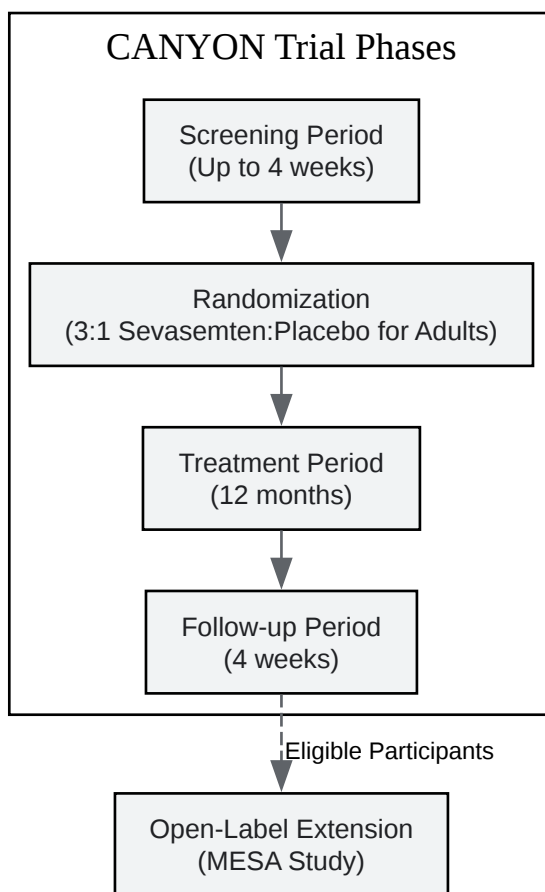 CANYON Trial Phases
Screening Period
(Up to 4 weeks)
Randomization
(3:1 Sevasemten:Placebo for Adults)
Treatment Period
(12 months)
Follow-up Period
(4 weeks)
Eligible Participants
Open-Label Extension
(MESA Study)